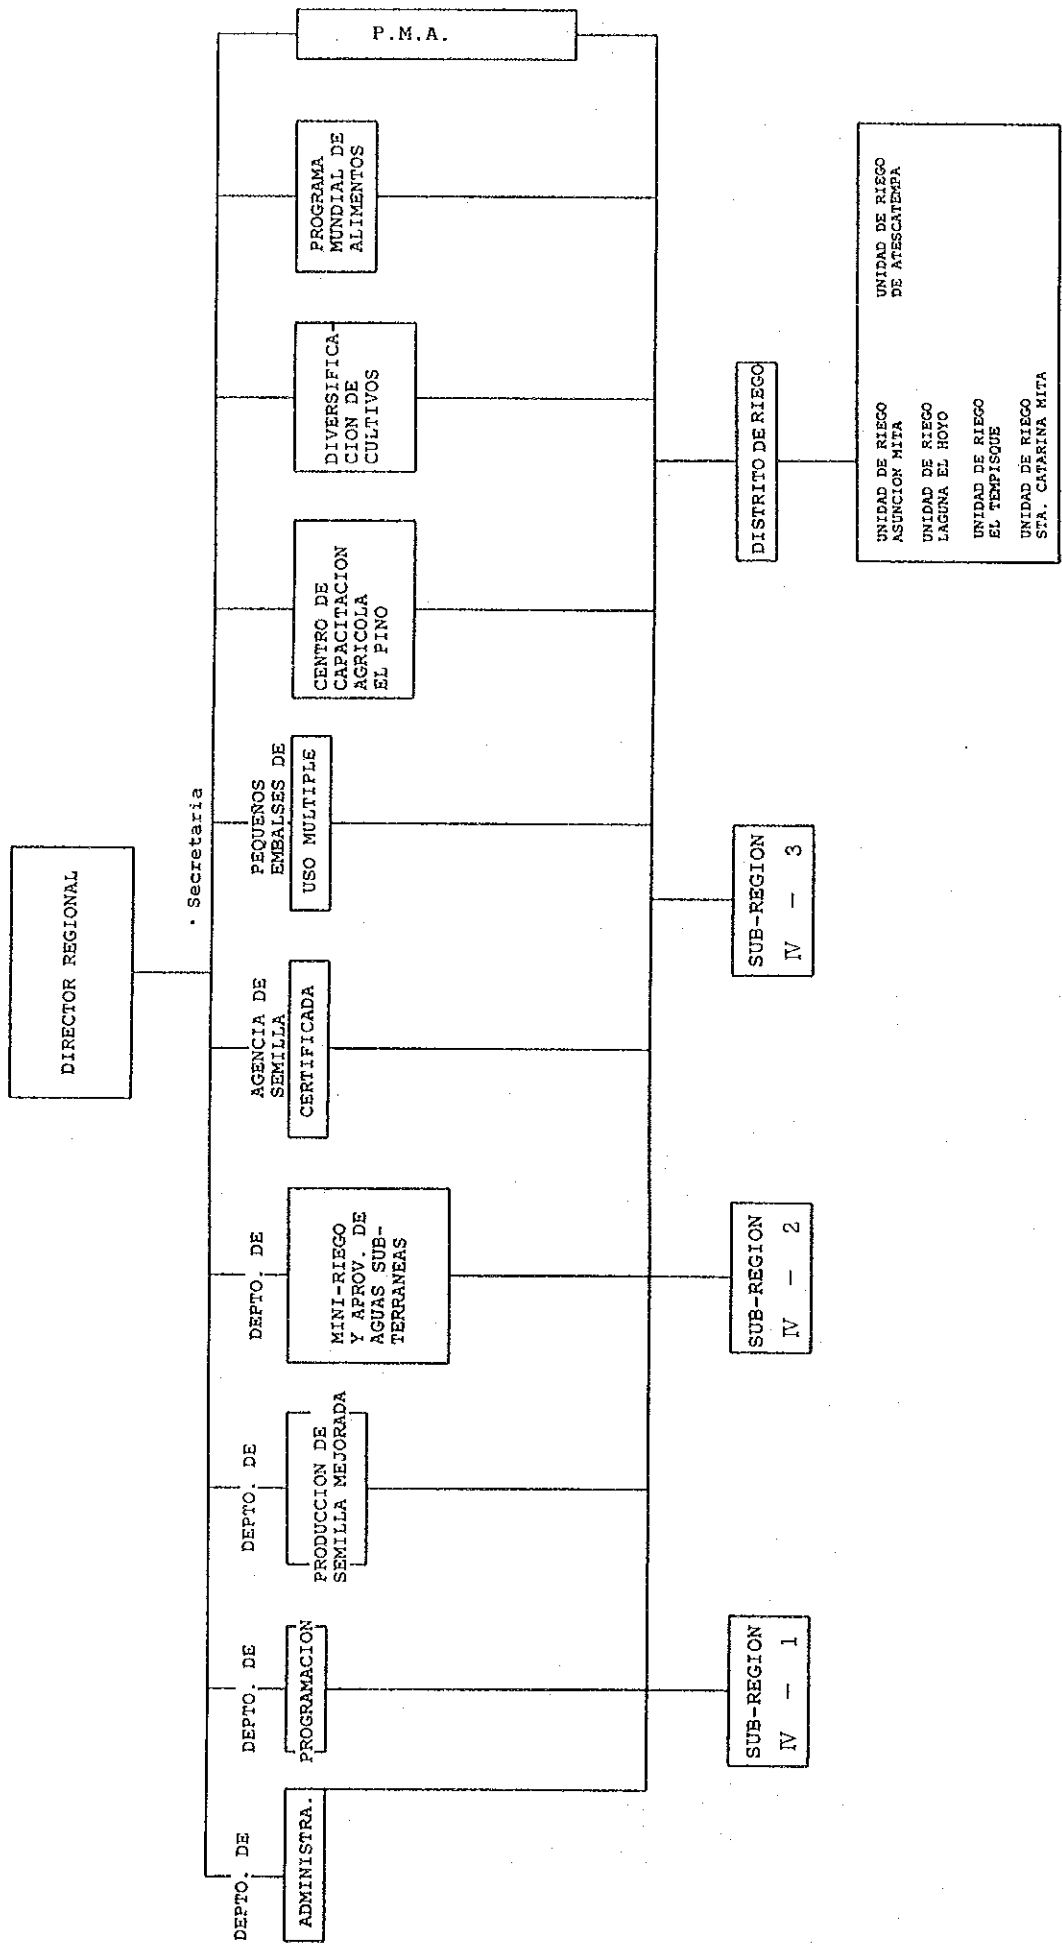 DIRECTOR REGIONAL
Secretaria
DEPTO. DE
ADMINISTRA.
DEPTO. DE
PROGRAMACION
DEPTO. DE
PRODUCCION DE
SEMILLA MEJORADA
DEPTO. DE
MINI-RIEGO
Y APROV. DE
AGUAS SUB-
TERRANEAS
AGENCIA DE
SEMILLA
CERTIFICADA
PEQUEÑOS
EMBALSES DE
USO MULTIPLE
CENTRO DE
CAPACITACION
AGRICOLA
EL PINO
DIVERSIFICA-
CION DE
CULTIVOS
PROGRAMA
MUNDIAL DE
ALIMENTOS
P.M.A.
SUB-REGION
IV - 1
SUB-REGION
IV - 2
SUB-REGION
IV - 3
DISTRITO DE RIEGO
UNIDAD DE RIEGO
ASUNCION MITA
UNIDAD DE RIEGO
LAGUNA EL HOYO
UNIDAD DE RIEGO
EL TEMPISQUE
UNIDAD DE RIEGO
STA. CATARINA MITA
UNIDAD DE RIEGO
DE ATESCATEMPA